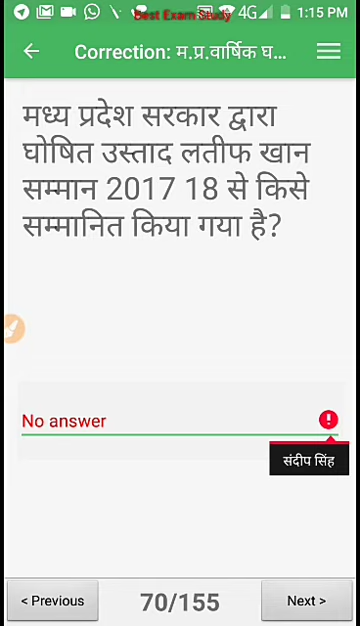 Best Exam Study 4G 1:15 PM
Correction: म.प्र.वार्षिक घ...
मध्य प्रदेश सरकार द्वारा
घोषित उस्ताद लतीफ खान
सम्मान 2017 18 से किसे
सम्मानित किया गया है?
No answer
संदीप सिंह
< Previous 70/155 Next >